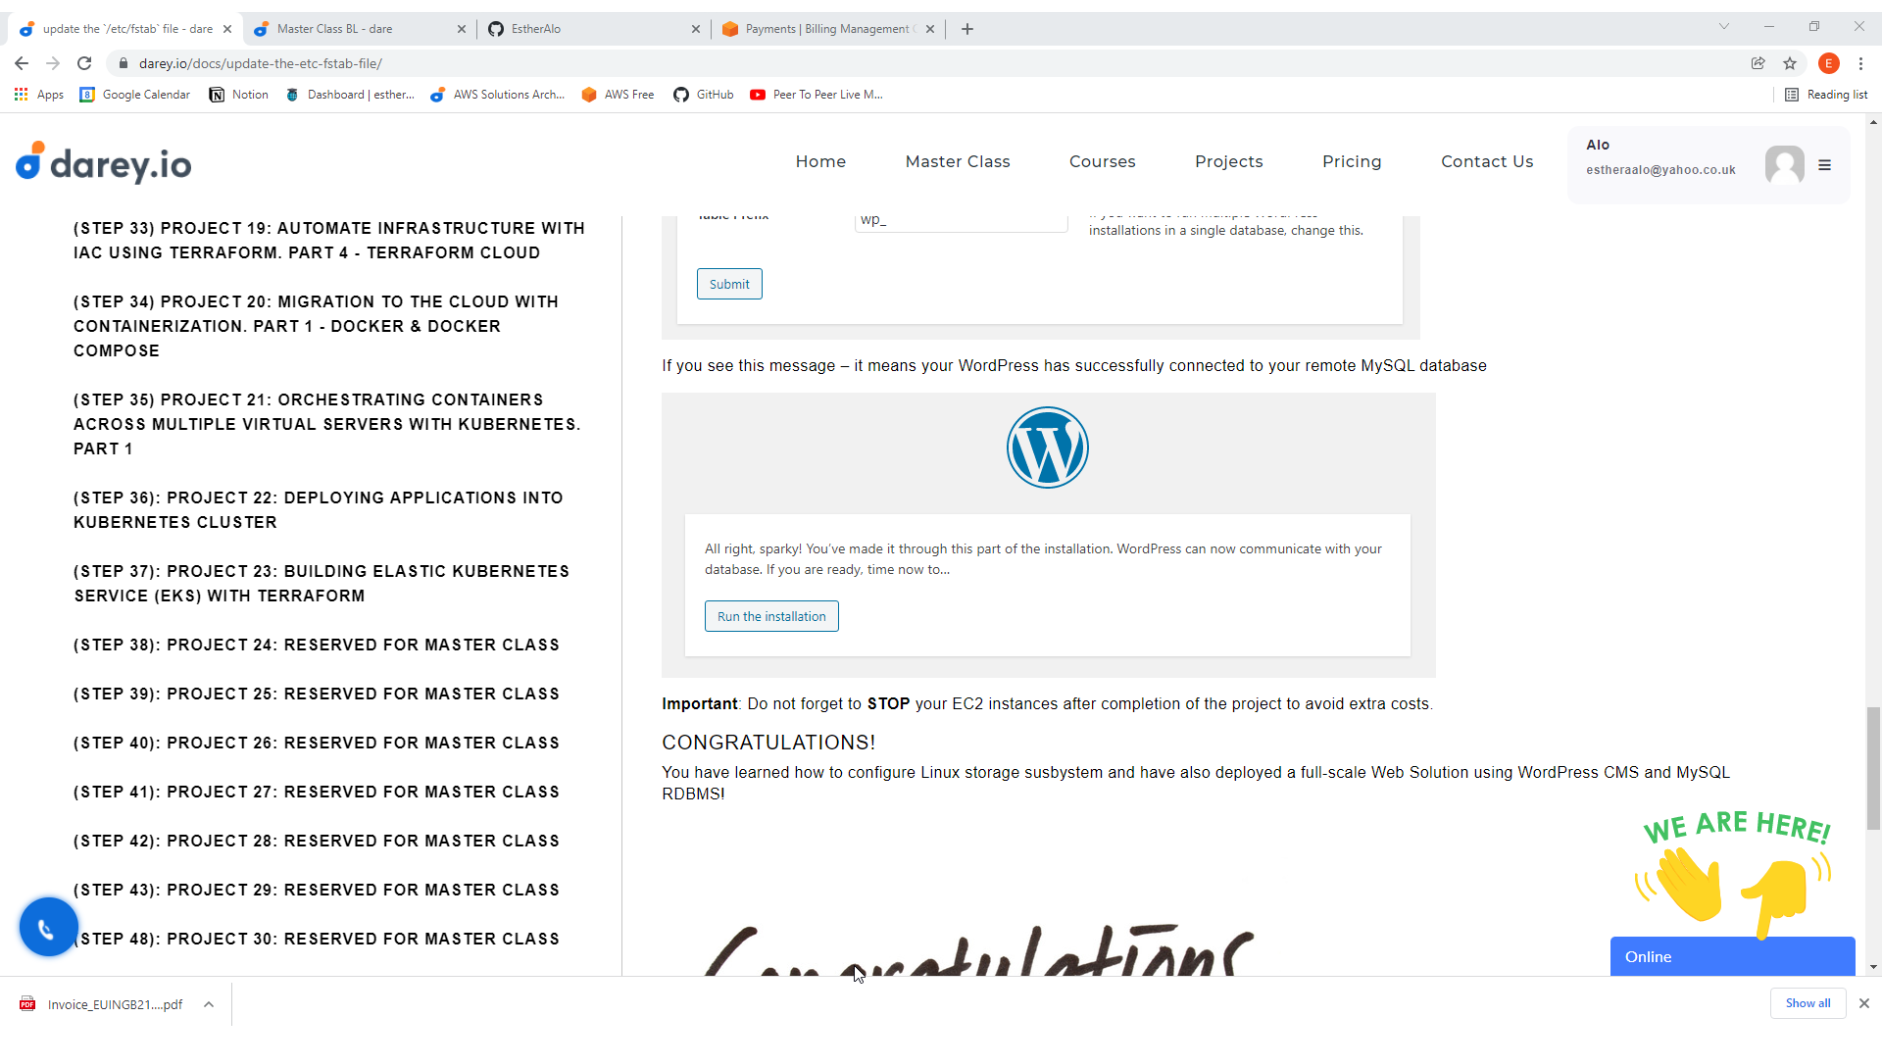 update the `/etc/fstab` file - dare
Master Class BL - dare
EstherAlo
Payments | Billing Management C
darey.io/docs/update-the-etc-fstab-file/
E
Apps
8 Google Calendar
Notion
Dashboard | esther...
AWS Solutions Arch...
AWS Free
GitHub
Peer To Peer Live M...
Reading list
darey.io
Home
Master Class
Courses
Projects
Pricing
Contact Us
Alo
estheraalo@yahoo.co.uk
(STEP 33) PROJECT 19: AUTOMATE INFRASTRUCTURE WITH
IAC USING TERRAFORM. PART 4 - TERRAFORM CLOUD
(STEP 34) PROJECT 20: MIGRATION TO THE CLOUD WITH
CONTAINERIZATION. PART 1 - DOCKER & DOCKER
COMPOSE
(STEP 35) PROJECT 21: ORCHESTRATING CONTAINERS
ACROSS MULTIPLE VIRTUAL SERVERS WITH KUBERNETES.
PART 1
(STEP 36): PROJECT 22: DEPLOYING APPLICATIONS INTO
KUBERNETES CLUSTER
(STEP 37): PROJECT 23: BUILDING ELASTIC KUBERNETES
SERVICE (EKS) WITH TERRAFORM
(STEP 38): PROJECT 24: RESERVED FOR MASTER CLASS
(STEP 39): PROJECT 25: RESERVED FOR MASTER CLASS
(STEP 40): PROJECT 26: RESERVED FOR MASTER CLASS
(STEP 41): PROJECT 27: RESERVED FOR MASTER CLASS
(STEP 42): PROJECT 28: RESERVED FOR MASTER CLASS
(STEP 43): PROJECT 29: RESERVED FOR MASTER CLASS
(STEP 48): PROJECT 30: RESERVED FOR MASTER CLASS
Table Prefix
wp_
If you want to run multiple WordPress
installations in a single database, change this.
Submit
If you see this message – it means your WordPress has successfully connected to your remote MySQL database
W
All right, sparky! You've made it through this part of the installation. WordPress can now communicate with your
database. If you are ready, time now to...
Run the installation
Important: Do not forget to STOP your EC2 instances after completion of the project to avoid extra costs.
CONGRATULATIONS!
You have learned how to configure Linux storage susbystem and have also deployed a full-scale Web Solution using WordPress CMS and MySQL
RDBMS!
Congratulations
WE ARE HERE!
Online
PDF Invoice_EUINGB21....pdf
Show all